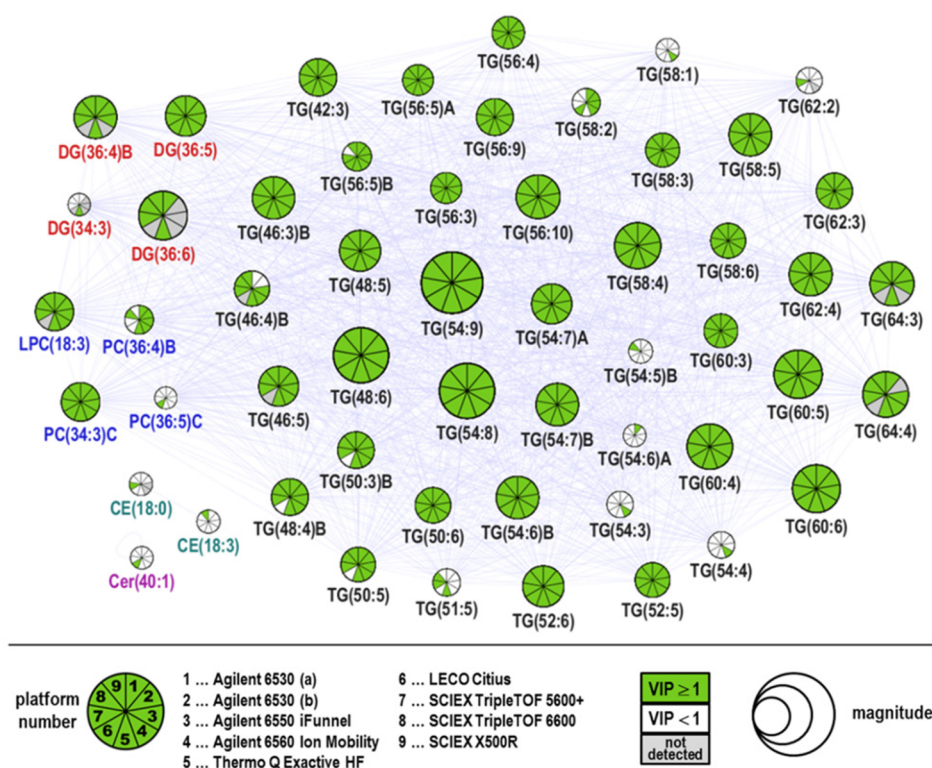 TG(56:4)
TG(58:1)
TG(42:3)
TG(56:5)A
TG(62:2)
TG(58:2)
DG(36:4)B
DG(36:5)
TG(56:9)
TG(58:5)
TG(56:5)B
TG(58:3)
DG(34:3)
TG(56:3)
TG(62:3)
TG(46:3)B
TG(56:10)
DG(36:6)
TG(48:5)
TG(58:4)
TG(58:6)
TG(46:4)B
TG(54:9)
TG(54:7)A
TG(62:4)
TG(64:3)
LPC(18:3)
PC(36:4)B
TG(60:3)
TG(54:5)B
TG(48:6)
TG(60:5)
PC(36:5)C
TG(46:5)
TG(54:8)
PC(34:3)C
TG(54:7)B
TG(64:4)
TG(54:6)A
TG(50:3)B
TG(60:4)
CE(18:0)
TG(48:4)B
TG(50:6)
TG(54:6)B
TG(54:3)
TG(60:6)
CE(18:3)
TG(54:4)
Cer(40:1)
TG(50:5)
TG(51:5)
TG(52:6)
TG(52:5)
platform
number
1 2 3 4 5 6 7 8 9
1 ... Agilent 6530 (a)
2 ... Agilent 6530 (b)
3 ... Agilent 6550 iFunnel
4 ... Agilent 6560 Ion Mobility
5 ... Thermo Q Exactive HF
6 ... LECO Citius
7 ... SCIEX TripleTOF 5600+
8 ... SCIEX TripleTOF 6600
9 ... SCIEX X500R
VIP ≥ 1
VIP < 1
not
detected
magnitude